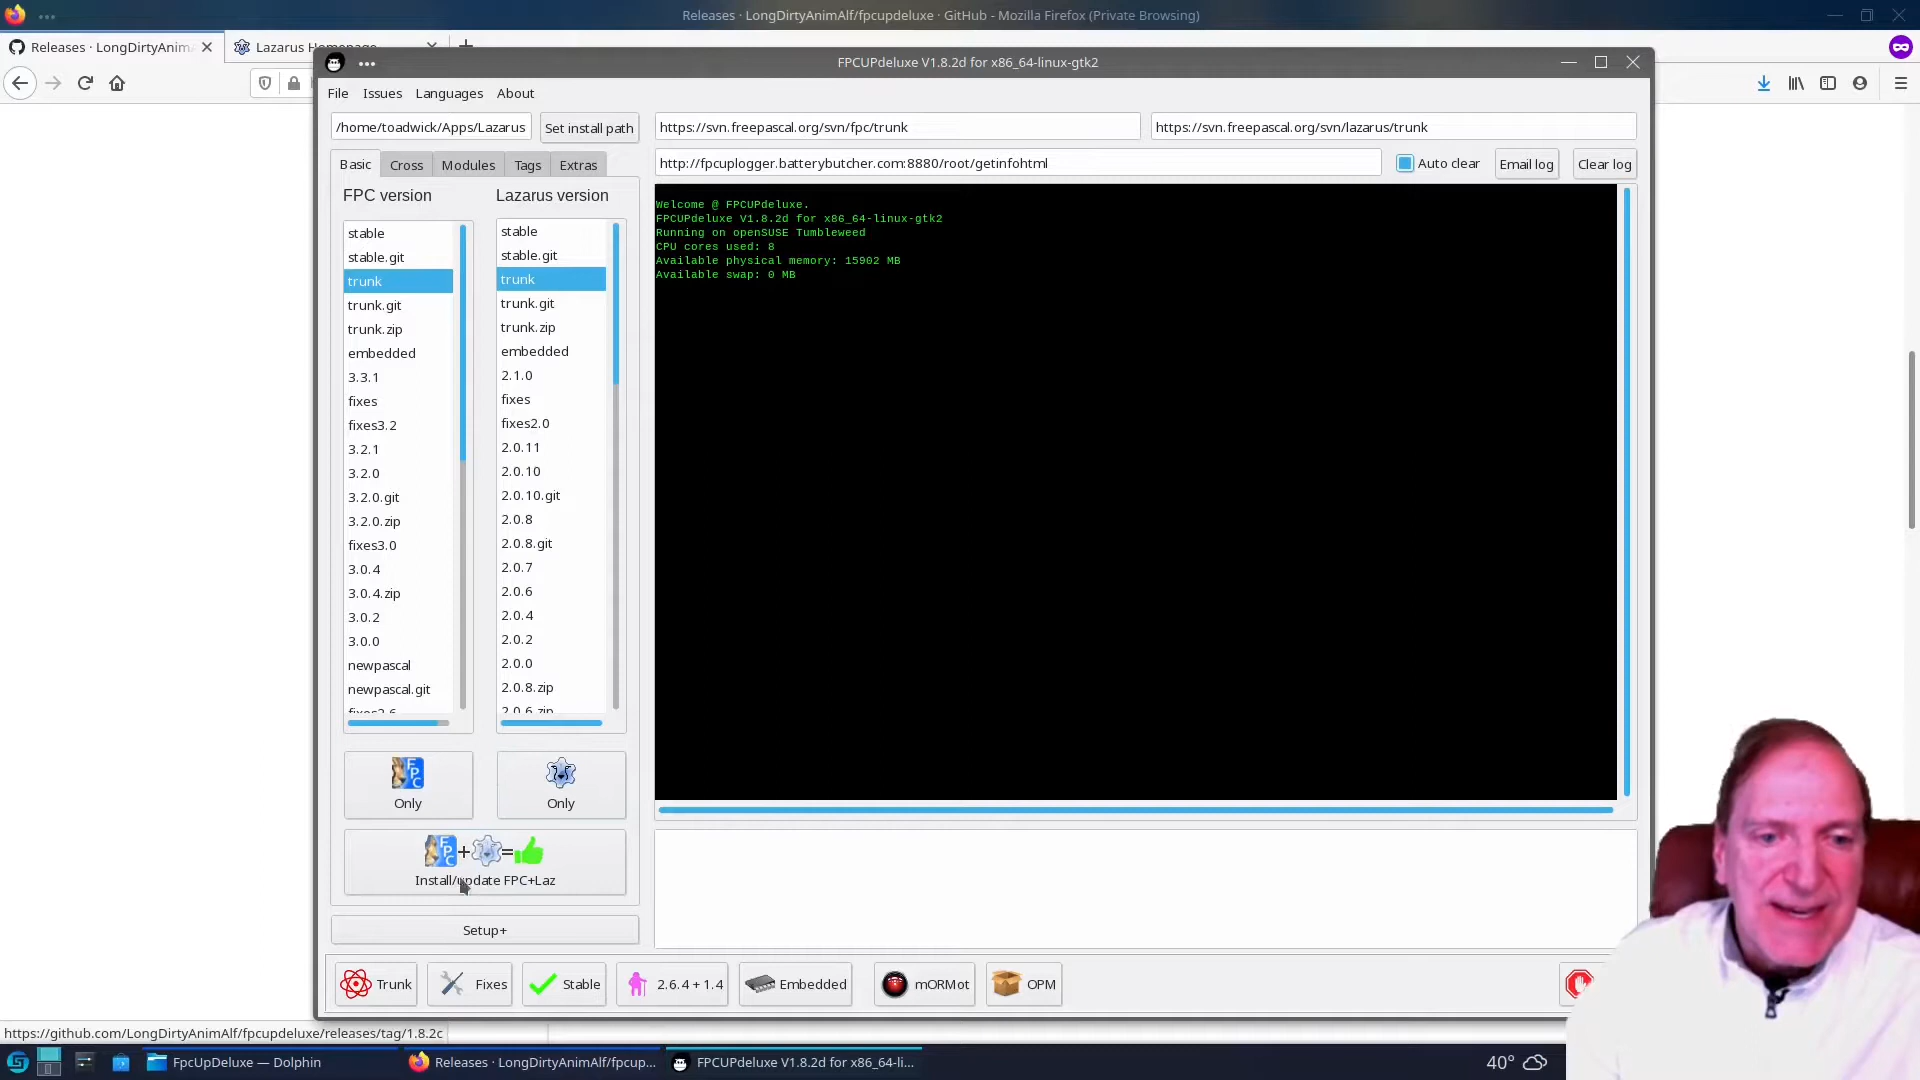 Releases · LongDirtyAnimAlf/fpcupdeluxe · GitHub - Mozilla Firefox (Private Browsing)
Releases · LongDirtyAnim
Lazarus Homepage
FPCUPdeluxe V1.8.2d for x86_64-linux-gtk2
File Issues Languages About
/home/toadwick/Apps/Lazarus
Set install path
https://svn.freepascal.org/svn/fpc/trunk
https://svn.freepascal.org/svn/lazarus/trunk
Basic Cross Modules Tags Extras
http://fpcuplogger.batterybutcher.com:8880/root/getinfohtml
Auto clear
Email log
Clear log
FPC version
stable
stable.git
trunk
trunk.git
trunk.zip
embedded
3.3.1
fixes
fixes3.2
3.2.1
3.2.0
3.2.0.git
3.2.0.zip
fixes3.0
3.0.4
3.0.4.zip
3.0.2
3.0.0
newpascal
newpascal.git
fixes2.6
Lazarus version
stable
stable.git
trunk
trunk.git
trunk.zip
embedded
2.1.0
fixes
fixes2.0
2.0.11
2.0.10
2.0.10.git
2.0.8
2.0.8.git
2.0.7
2.0.6
2.0.4
2.0.2
2.0.0
2.0.8.zip
2.0.6.zip
Welcome @ FPCUPdeluxe.
FPCUPdeluxe V1.8.2d for x86_64-linux-gtk2
Running on openSUSE Tumbleweed
CPU cores used: 8
Available physical memory: 15902 MB
Available swap: 0 MB
FPC
Only
Only
FPC + =
Install/update FPC+Laz
Setup+
Trunk
Fixes
Stable
2.6.4 + 1.4
Embedded
mORMot
OPM
https://github.com/LongDirtyAnimAlf/fpcupdeluxe/releases/tag/1.8.2c
FpcUpDeluxe — Dolphin
Releases · LongDirtyAnimAlf/fpcup...
FPCUPdeluxe V1.8.2d for x86_64-li...
40°